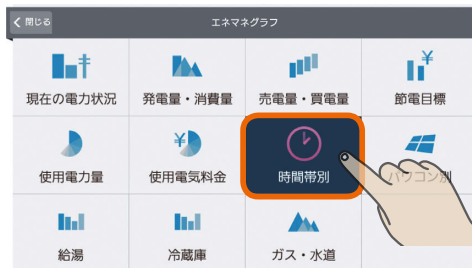 閉じる
エネマネグラフ
現在の電力状況
発電量・消費量
売電量・買電量
節電目標
使用電力量
使用電気料金
時間帯別
パワコン別
給湯
冷蔵庫
ガス・水道